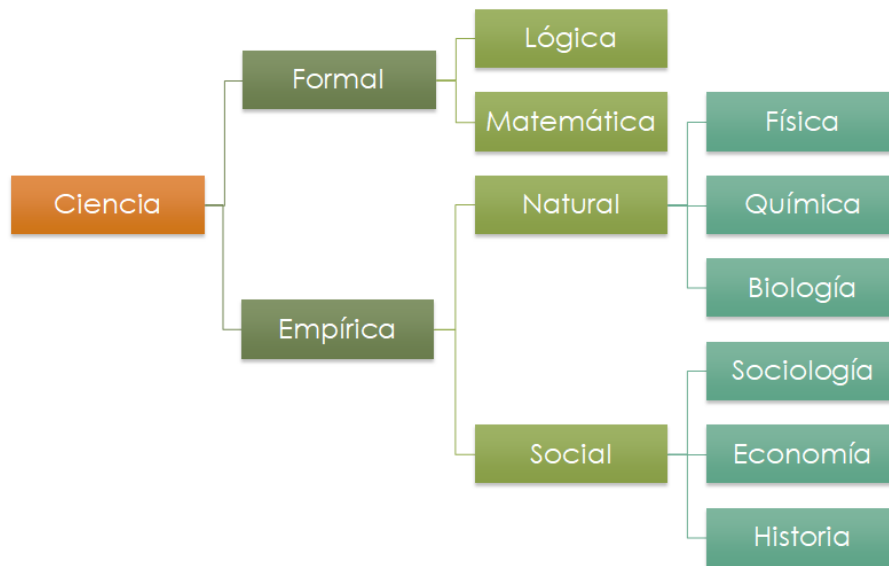 Ciencia
Formal
Lógica
Matemática
Empírica
Natural
Física
Química
Biología
Social
Sociología
Economía
Historia